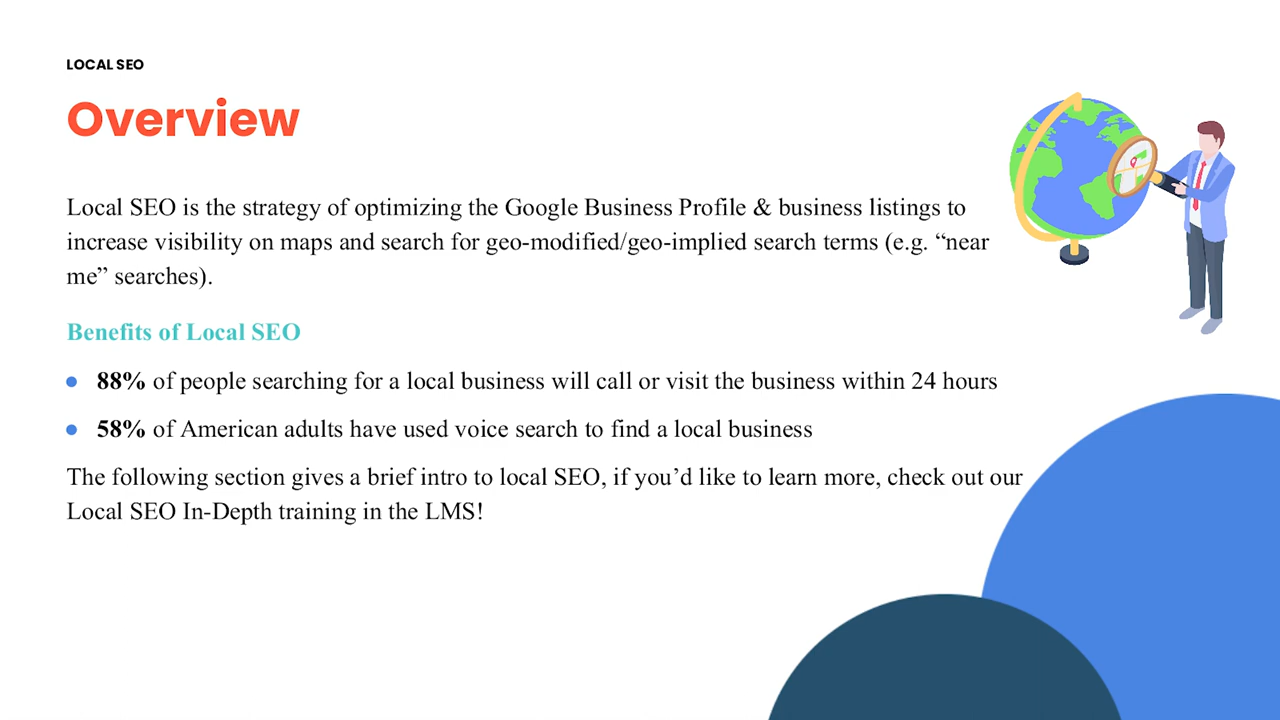 LOCAL SEO
Overview
Local SEO is the strategy of optimizing the Google Business Profile & business listings to
increase visibility on maps and search for geo-modified/geo-implied search terms (e.g. “near
me” searches).
Benefits of Local SEO
● 88% of people searching for a local business will call or visit the business within 24 hours
● 58% of American adults have used voice search to find a local business
The following section gives a brief intro to local SEO, if you’d like to learn more, check out our
Local SEO In-Depth training in the LMS!